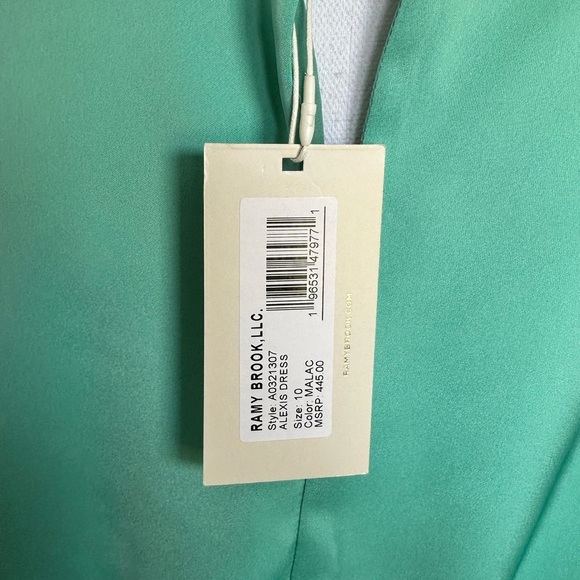 RAMY BROOK,LLC.
Style: A0321307
ALEXIS DRESS
Size: 10
Color: MALAC
MSRP: 445.00
1 96531 47977 1
RAMYBROOK.COM